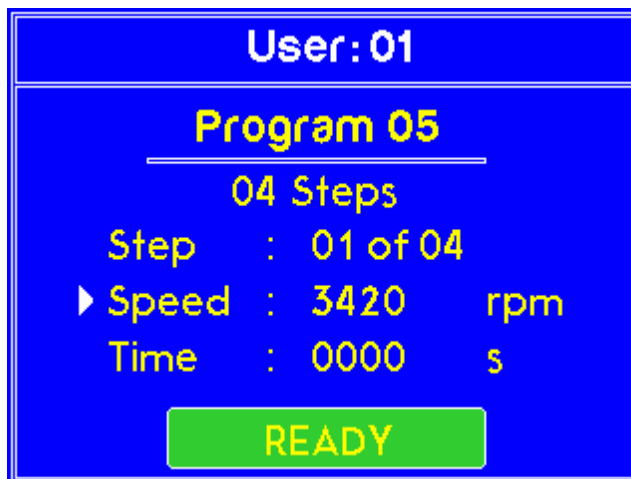 User:01
Program 05
04 Steps
Step : 01 of 04
Speed : 3420 rpm
Time : 0000 s
READY